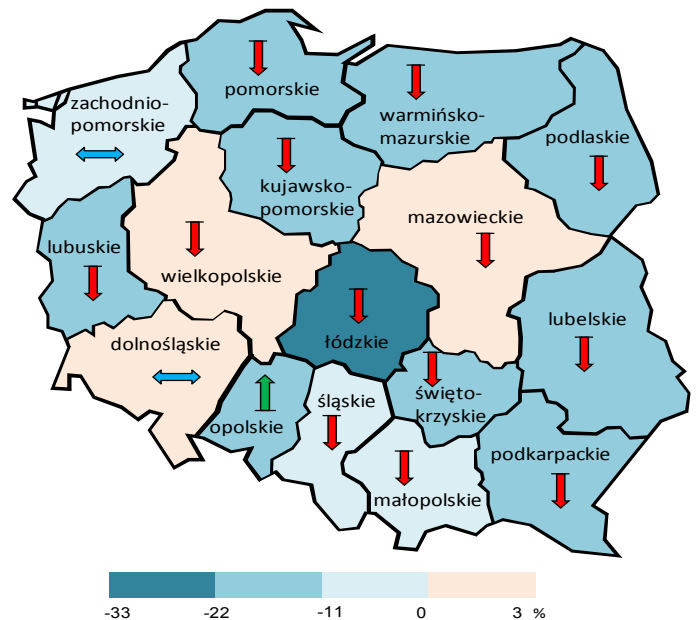 zachodnio-
pomorskie
pomorskie
warmińsko-
mazurskie
podlaskie
kujawsko-
pomorskie
mazowieckie
lubuskie
wielkopolskie
łódzkie
lubelskie
dolnośląskie
opolskie
śląskie
święto-
krzyskie
podkarpackie
małopolskie
-33 -22 -11 0 3 %